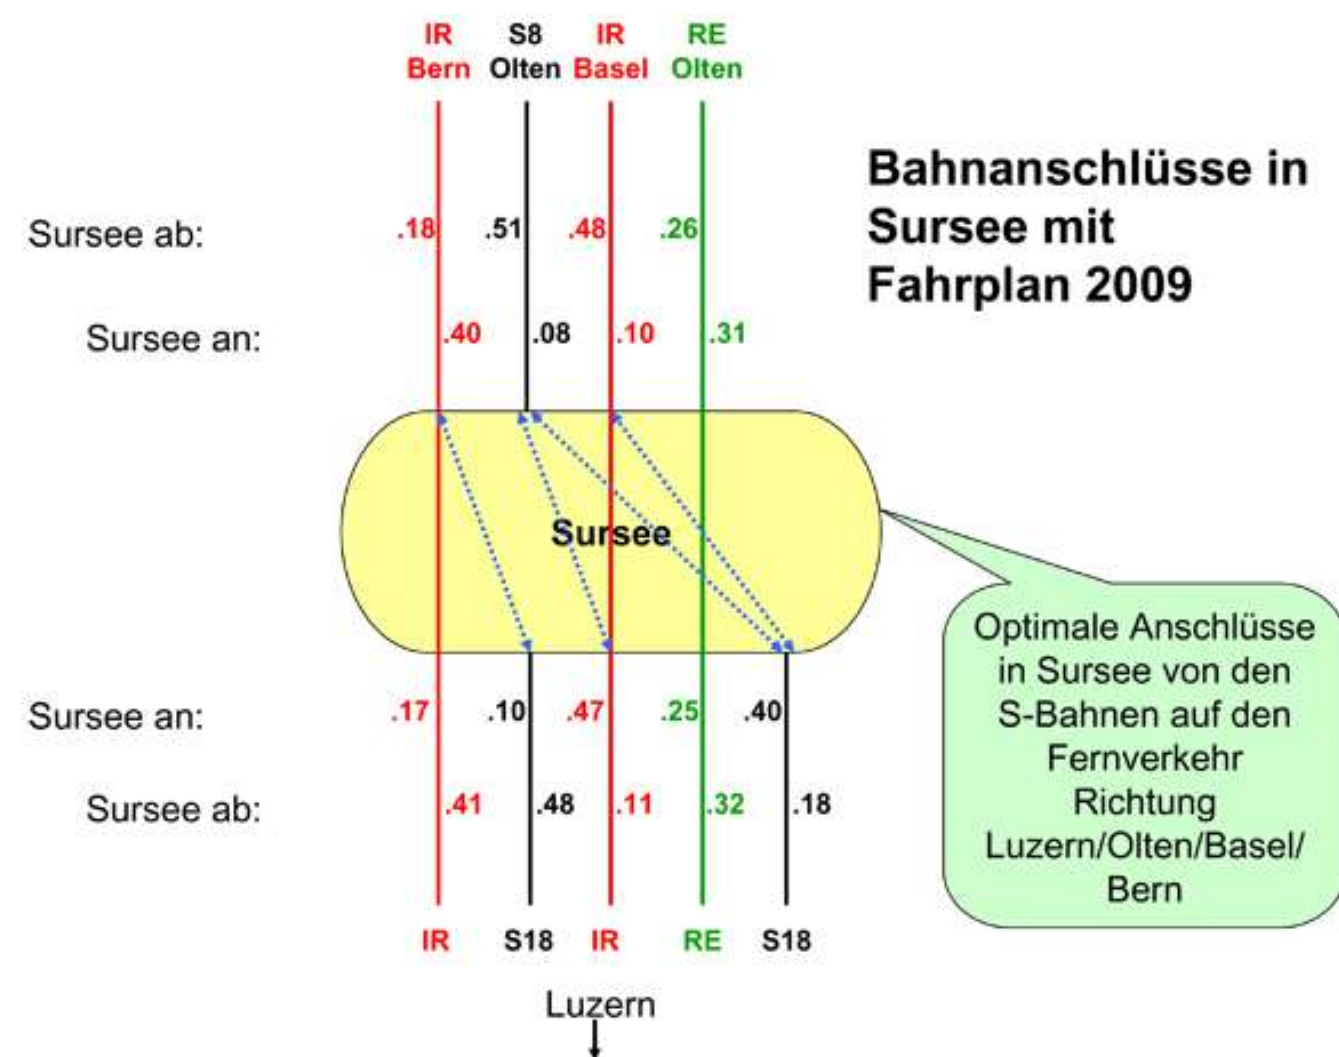 IR S8 IR RE
Bern Olten Basel Olten
Bahnanschlüsse in
Sursee mit
Fahrplan 2009
Sursee ab: .18 .51 .48 .26
Sursee an: .40 .08 .10 .31
Sursee
Optimale Anschlüsse
in Sursee von den
S-Bahnen auf den
Fernverkehr
Richtung
Luzern/Olten/Basel/
Bern
Sursee an: .17 .10 .47 .25 .40
Sursee ab: .41 .48 .11 .32 .18
IR S18 IR RE S18
Luzern